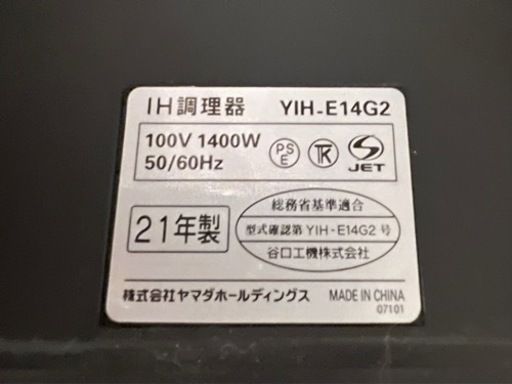 IH調理器 YIH-E14G2
100V 1400W
50/60Hz
PS
E
TK
S
JET
21年製
総務省基準適合
型式確認第 YIH-E14G2 号
谷口工機株式会社
株式会社ヤマダホールディングス MADE IN CHINA
07101